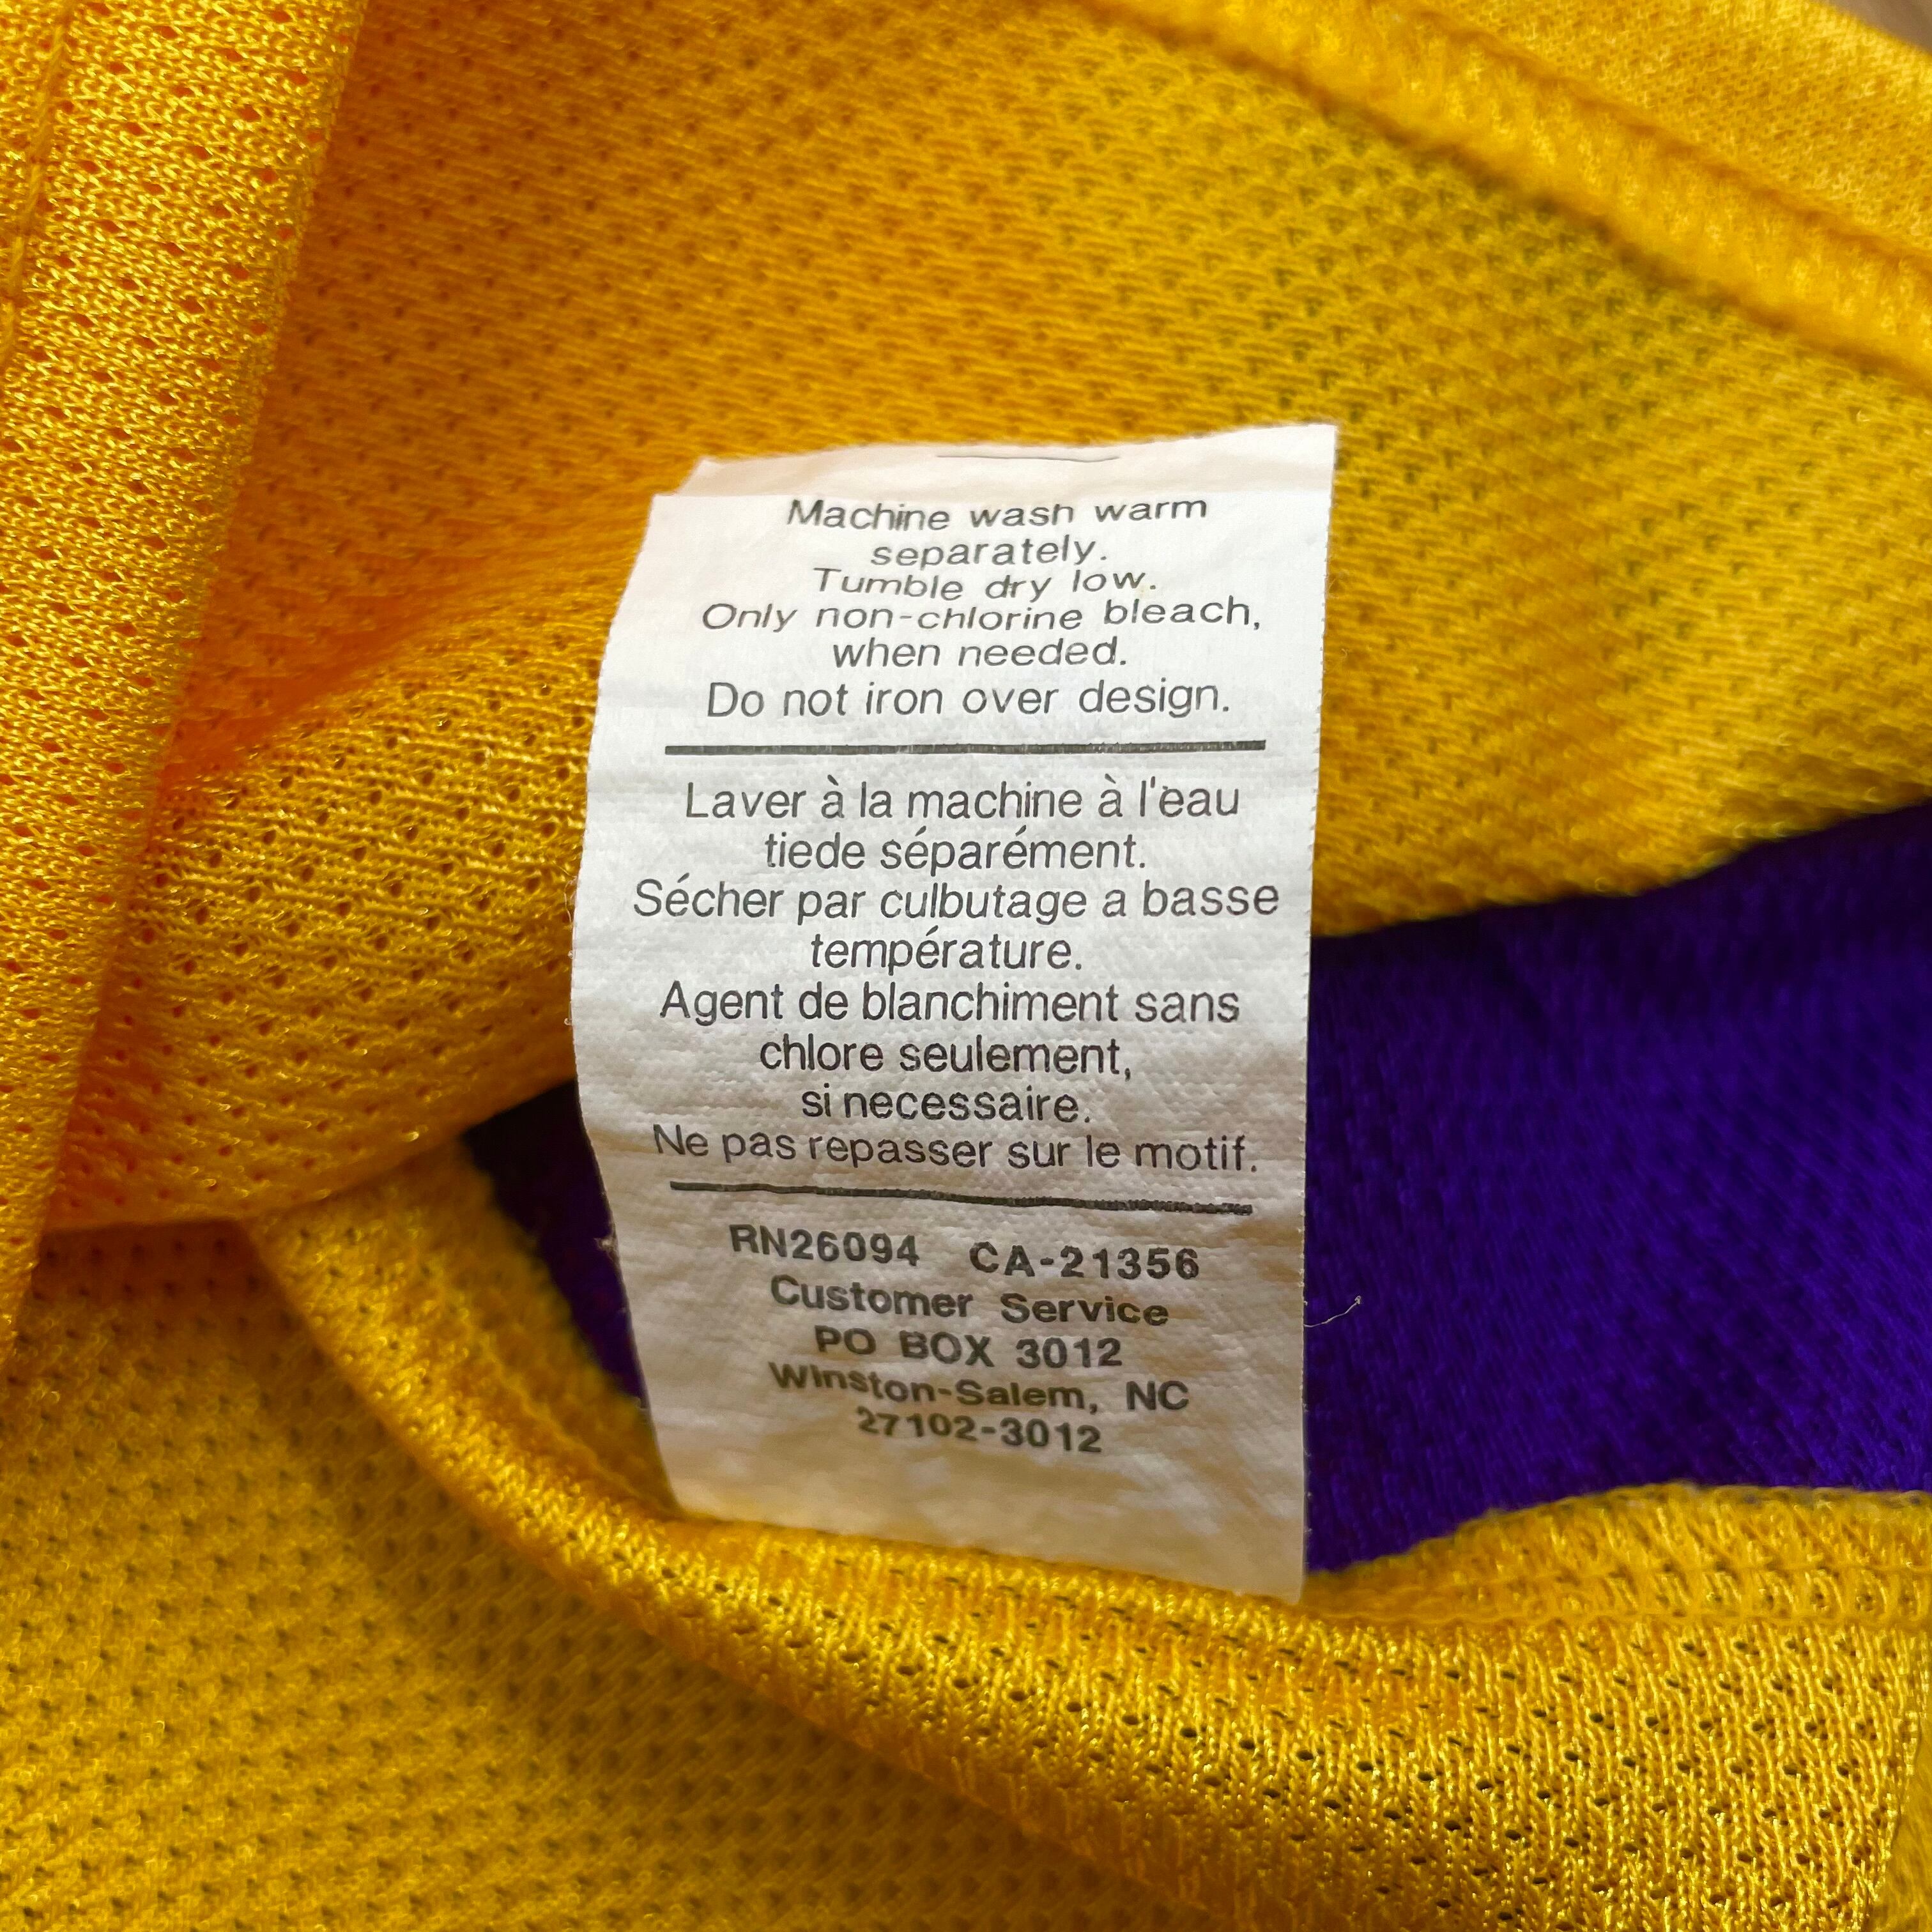 Machine wash warm
separately.
Tumble dry low.
Only non-chlorine bleach,
when needed.
Do not iron over design.
Laver à la machine à l'eau
tiede séparément.
Sécher par culbutage a basse
température.
Agent de blanchiment sans
chlore seulement,
si necessaire.
Ne pas repasser sur le motif.
RN26094 CA-21356
Customer Service
PO BOX 3012
Winston-Salem, NC
27102-3012